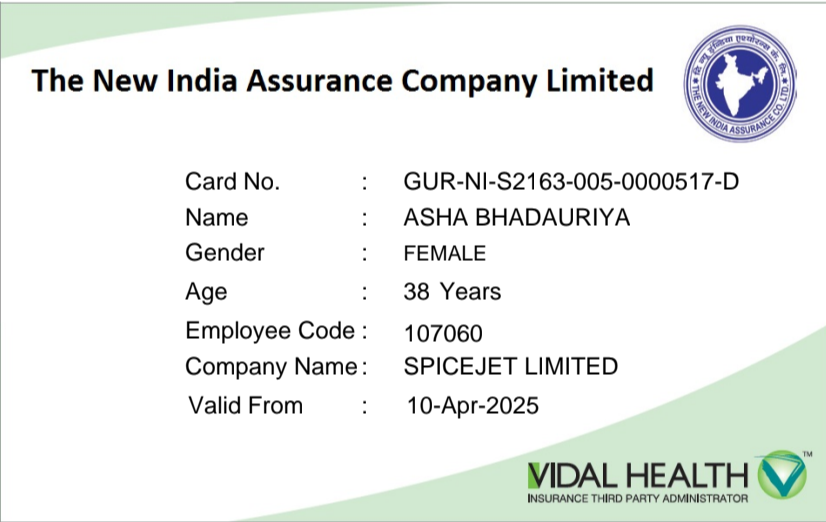 The New India Assurance Company Limited
दि न्यू इन्डिया एश्योरन्स कं. लि.
THE NEW INDIA ASSURANCE CO. LTD.
Card No. : GUR-NI-S2163-005-0000517-D
Name : ASHA BHADAURIYA
Gender : FEMALE
Age : 38 Years
Employee Code : 107060
Company Name : SPICEJET LIMITED
Valid From : 10-Apr-2025
VIDAL HEALTH TM
INSURANCE THIRD PARTY ADMINISTRATOR